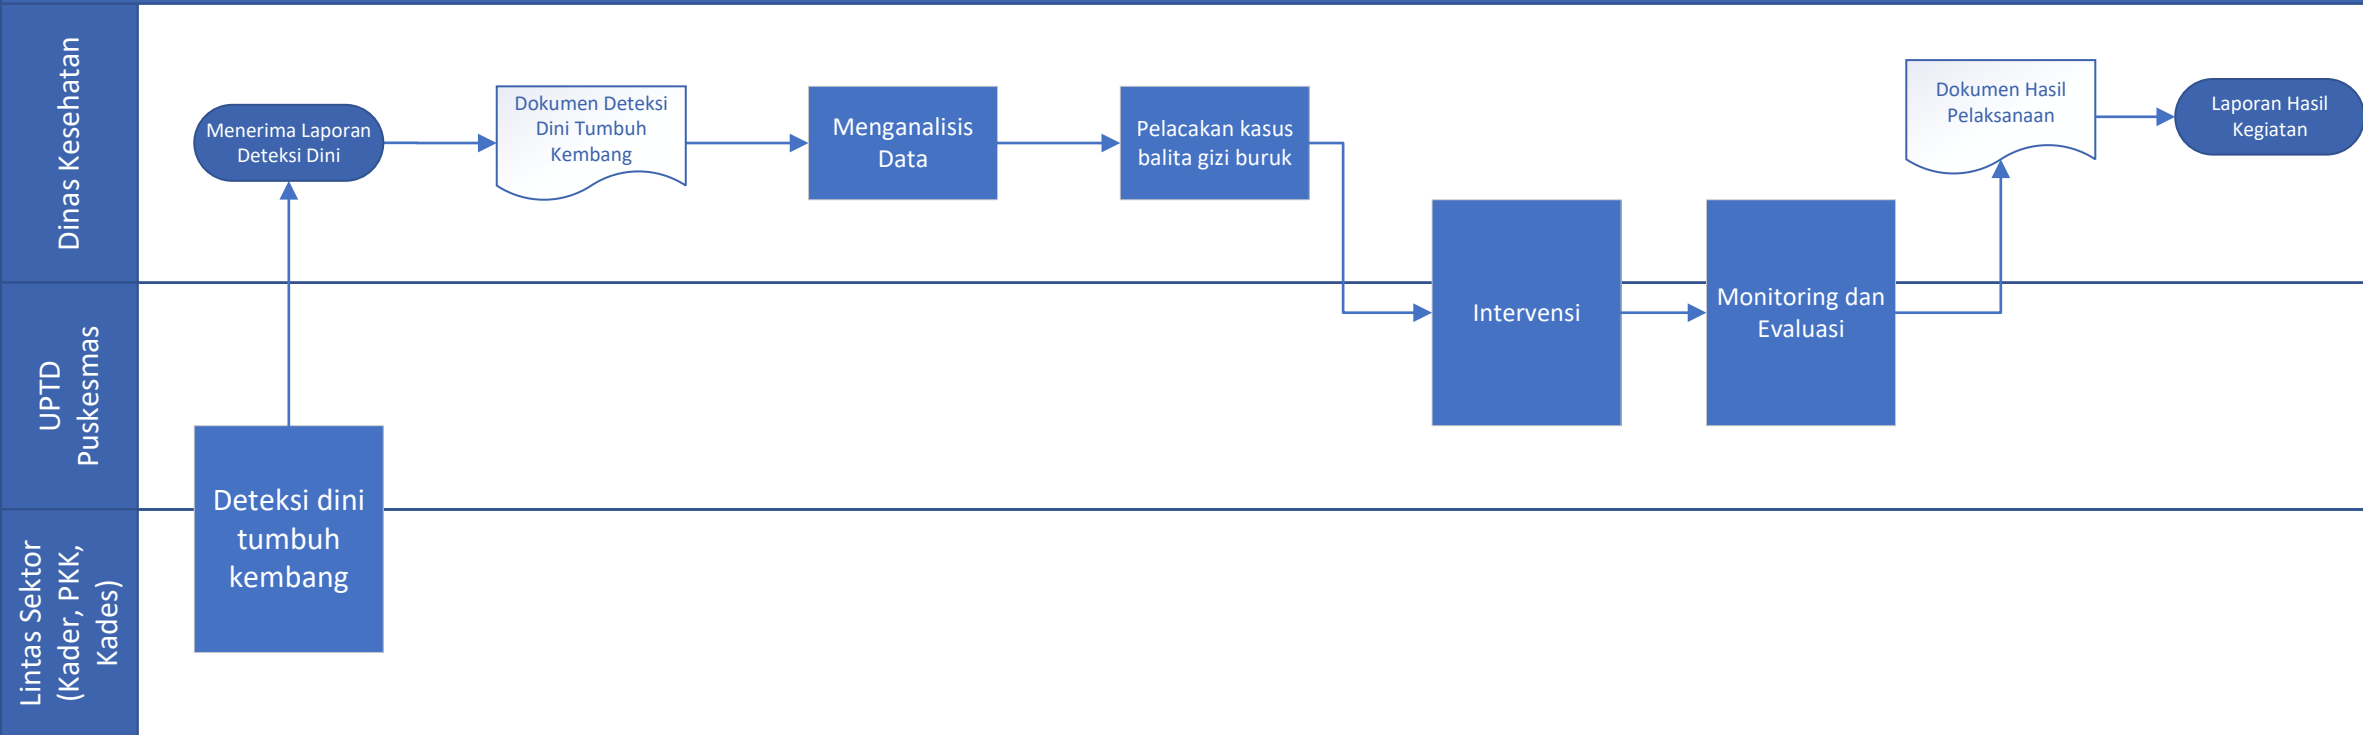 Dinas Kesehatan
Menerima Laporan
Deteksi Dini
Dokumen Deteksi
Dini Tumbuh
Kembang
Menganalisis
Data
Pelacakan kasus
balita gizi buruk
Dokumen Hasil
Pelaksanaan
Laporan Hasil
Kegiatan
UPTD
Puskesmas
Intervensi
Monitoring dan
Evaluasi
Deteksi dini
tumbuh
kembang
Lintas Sektor
(Kader, PKK,
Kades)